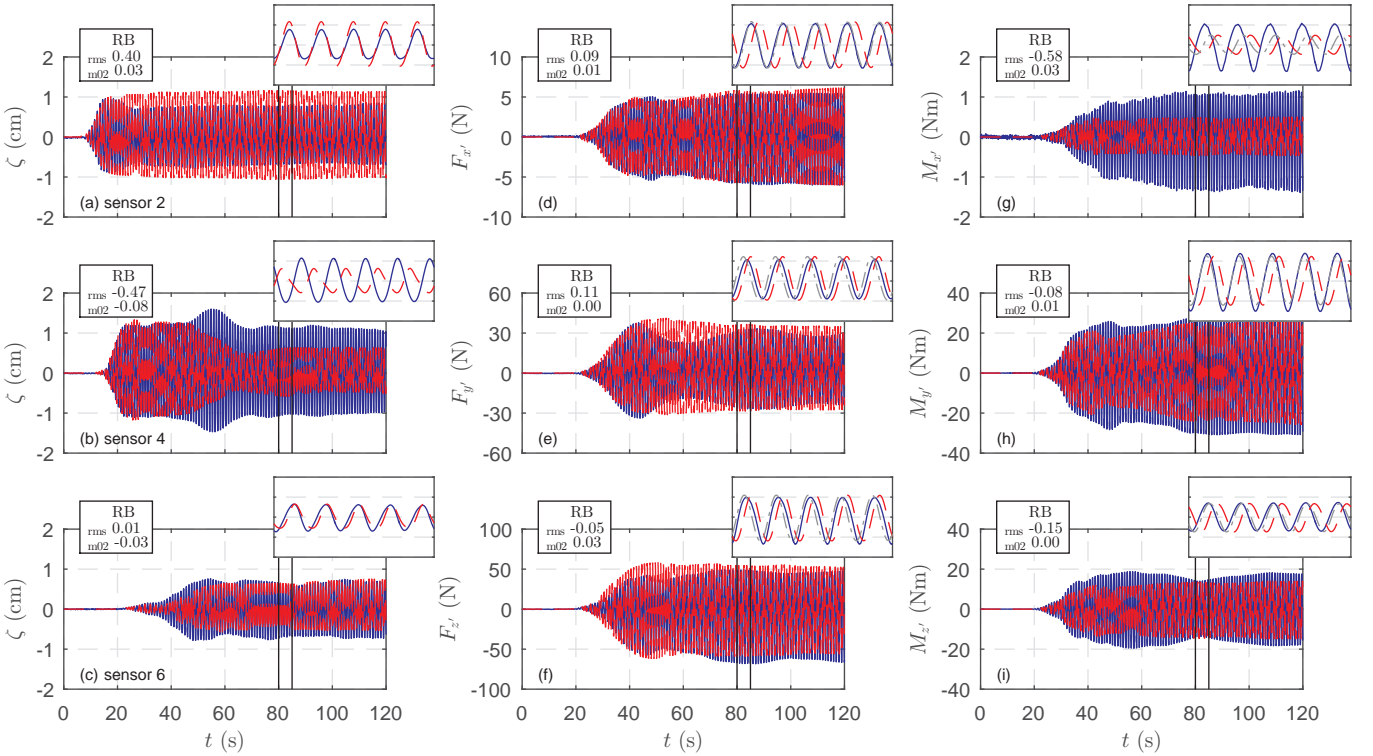 RB
rms 0.40
m02 0.03
2
1
0
-1
-2
ζ (cm)
(a) sensor 2
RB
rms 0.09
m02 0.01
10
5
0
-5
-10
F_x′ (N)
(d)
RB
rms -0.58
m02 0.03
2
1
0
-1
2
M_x′ (Nm)
(g)
RB
rms -0.47
m02 -0.08
2
1
0
-1
-2
ζ (cm)
(b) sensor 4
RB
rms 0.11
m02 0.00
60
30
0
-30
-60
F_y′ (N)
(e)
RB
rms -0.08
m02 0.01
40
20
0
-20
-40
M_y′ (Nm)
(h)
RB
rms 0.01
m02 -0.03
2
1
0
-1
-2
ζ (cm)
(c) sensor 6
0 20 40 60 80 100 120
t (s)
RB
rms -0.05
m02 0.03
100
50
0
-50
-100
F_z′ (N)
(f)
0 20 40 60 80 100 120
t (s)
RB
rms -0.15
m02 0.00
40
20
0
-20
-40
M_z′ (Nm)
(i)
0 20 40 60 80 100 120
t (s)